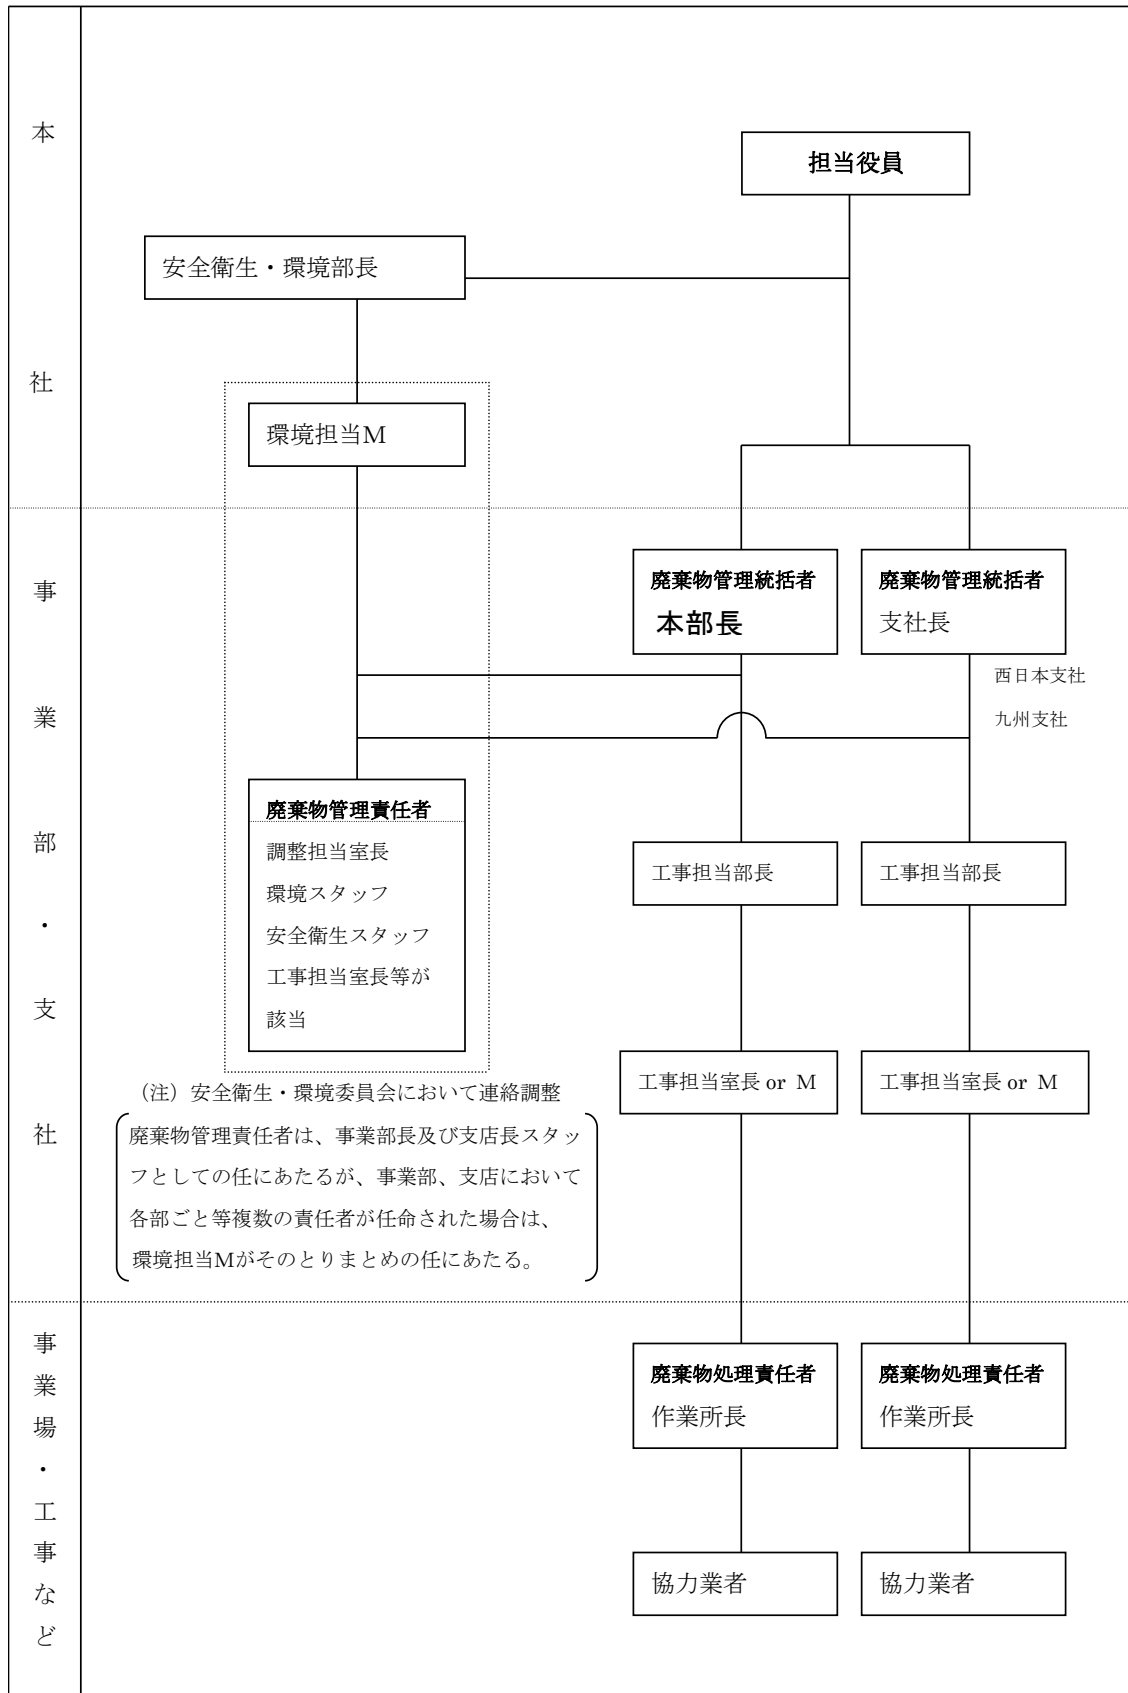 本社
担当役員
安全衛生・環境部長
環境担当M
事業部・支社
廃棄物管理統括者
本部長
廃棄物管理統括者
支社長
西日本支社
九州支社
廃棄物管理責任者
調整担当室長
環境スタッフ
安全衛生スタッフ
工事担当室長等が
該当
工事担当部長
工事担当部長
工事担当室長 or M
工事担当室長 or M
(注)安全衛生・環境委員会において連絡調整
廃棄物管理責任者は、事業部長及び支店長スタッ
フとしての任にあたるが、事業部、支店において
各部ごと等複数の責任者が任命された場合は、
環境担当Mがそのとりまとめの任にあたる。
事業場・工事など
廃棄物処理責任者
作業所長
廃棄物処理責任者
作業所長
協力業者
協力業者